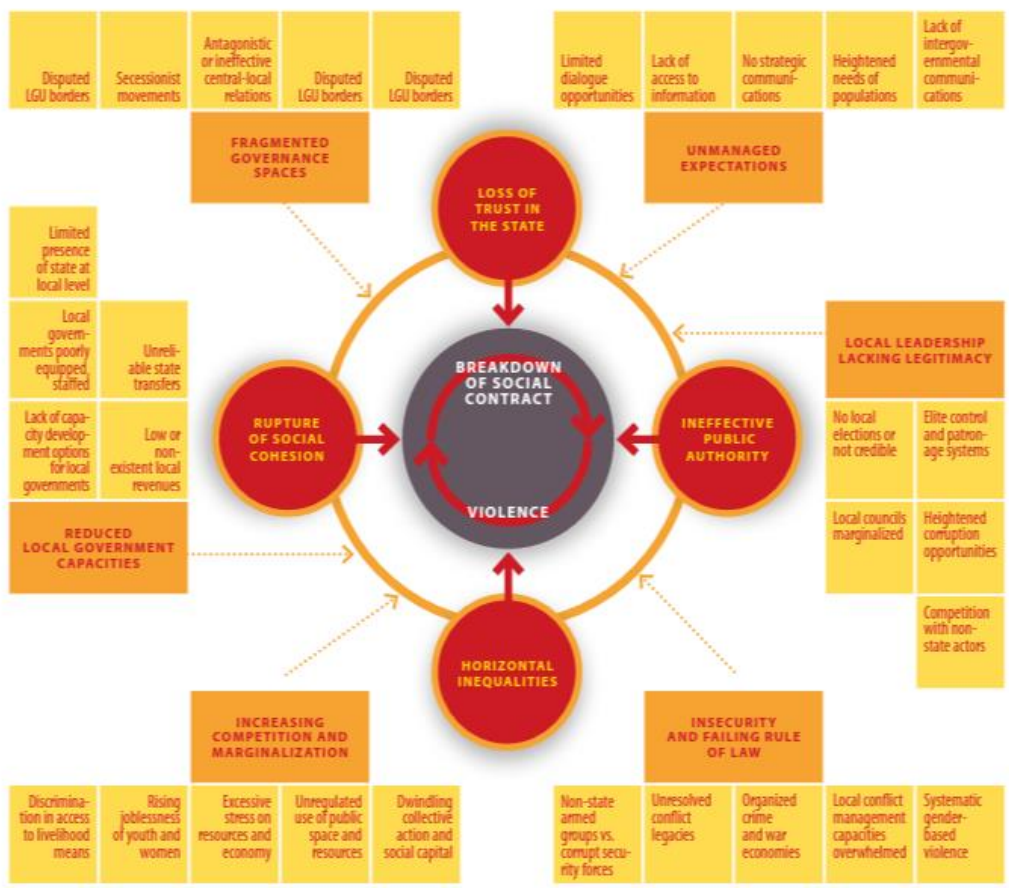 Disputed
LGU borders
Secessionist
movements
Antagonistic
or ineffective
central-local
relations
Disputed
LGU borders
Disputed
LGU borders
FRAGMENTED
GOVERNANCE
SPACES
Limited
dialogue
opportunities
Lack of
access to
information
No strategic
communi-
cations
Heightened
needs of
populations
Lack of
intergov-
ernmental
communi-
cations
UNMANAGED
EXPECTATIONS
LOSS OF
TRUST IN
THE STATE
Limited
presence
of state at
local level
Local
govern-
ments poorly
equipped,
staffed
Unreli-
able state
transfers
Lack of capa-
city develop-
ment options
for local
governments
Low or
non-
existent local
revenues
REDUCED
LOCAL GOVERNMENT
CAPACITIES
RUPTURE
OF SOCIAL
COHESION
BREAKDOWN
OF SOCIAL
CONTRACT
VIOLENCE
INEFFECTIVE
PUBLIC
AUTHORITY
LOCAL LEADERSHIP
LACKING LEGITIMACY
No local
elections or
not credible
Elite control
and patron-
age systems
Local councils
marginalized
Heightened
corruption
opportunities
Competition
with non-
state actors
HORIZONTAL
INEQUALITIES
INCREASING
COMPETITION AND
MARGINALIZATION
Discrimina-
tion in access
to livelihood
means
Rising
joblessness
of youth and
women
Excessive
stress on
resources and
economy
Unregulated
use of public
space and
resources
Dwindling
collective
action and
social capital
INSECURITY
AND FAILING RULE
OF LAW
Non-state
armed
groups vs.
corrupt secu-
rity forces
Unresolved
conflict
legacies
Organized
crime
and war
economies
Local conflict
management
capacities
overwhelmed
Systematic
gender-
based
violence